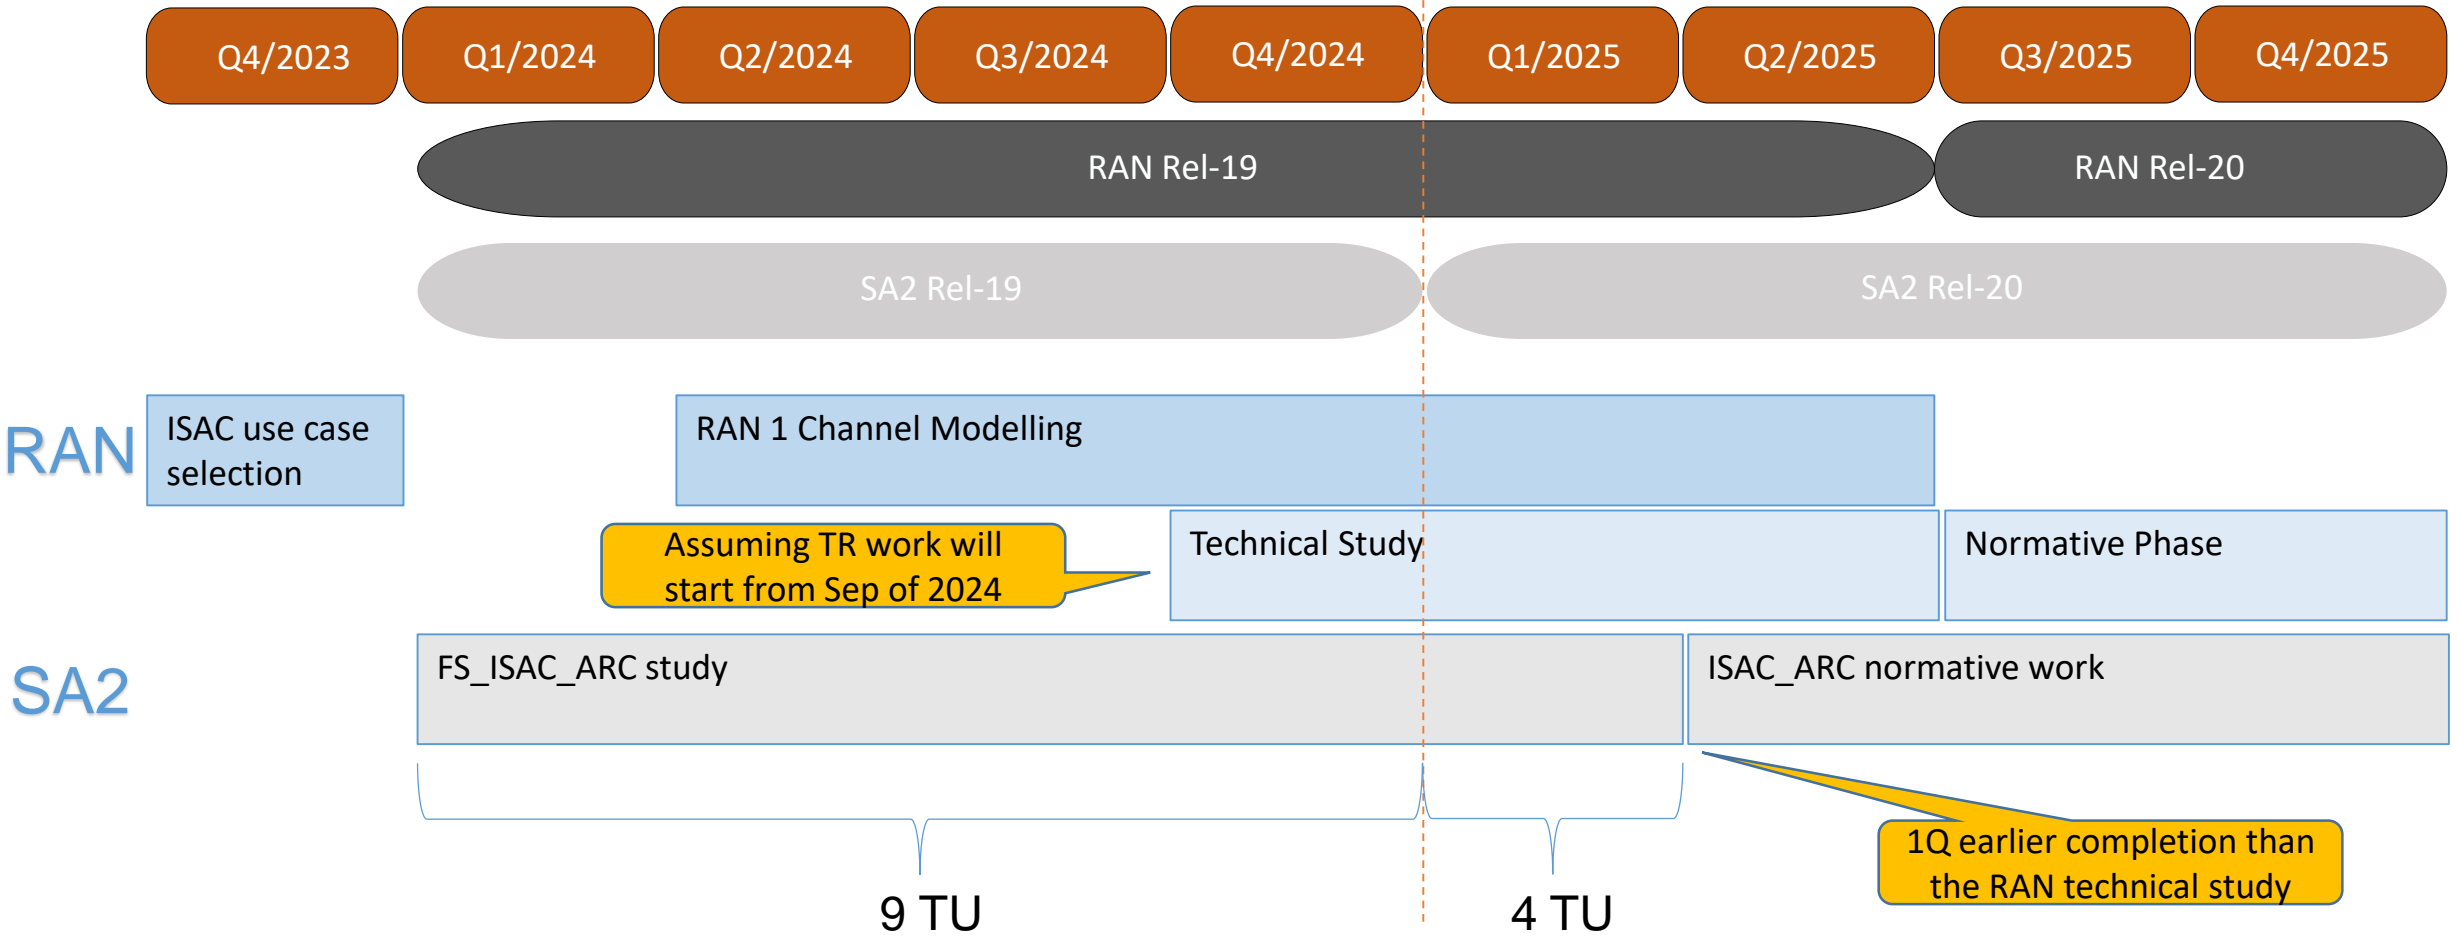 Q4/2023
Q1/2024
Q2/2024
Q3/2024
Q4/2024
Q1/2025
Q2/2025
Q3/2025
Q4/2025
RAN Rel-19
RAN Rel-20
SA2 Rel-19
SA2 Rel-20
RAN
ISAC use case
selection
RAN 1 Channel Modelling
Assuming TR work will
start from Sep of 2024
Technical Study
Normative Phase
SA2
FS_ISAC_ARC study
ISAC_ARC normative work
1Q earlier completion than
the RAN technical study
9 TU
4 TU